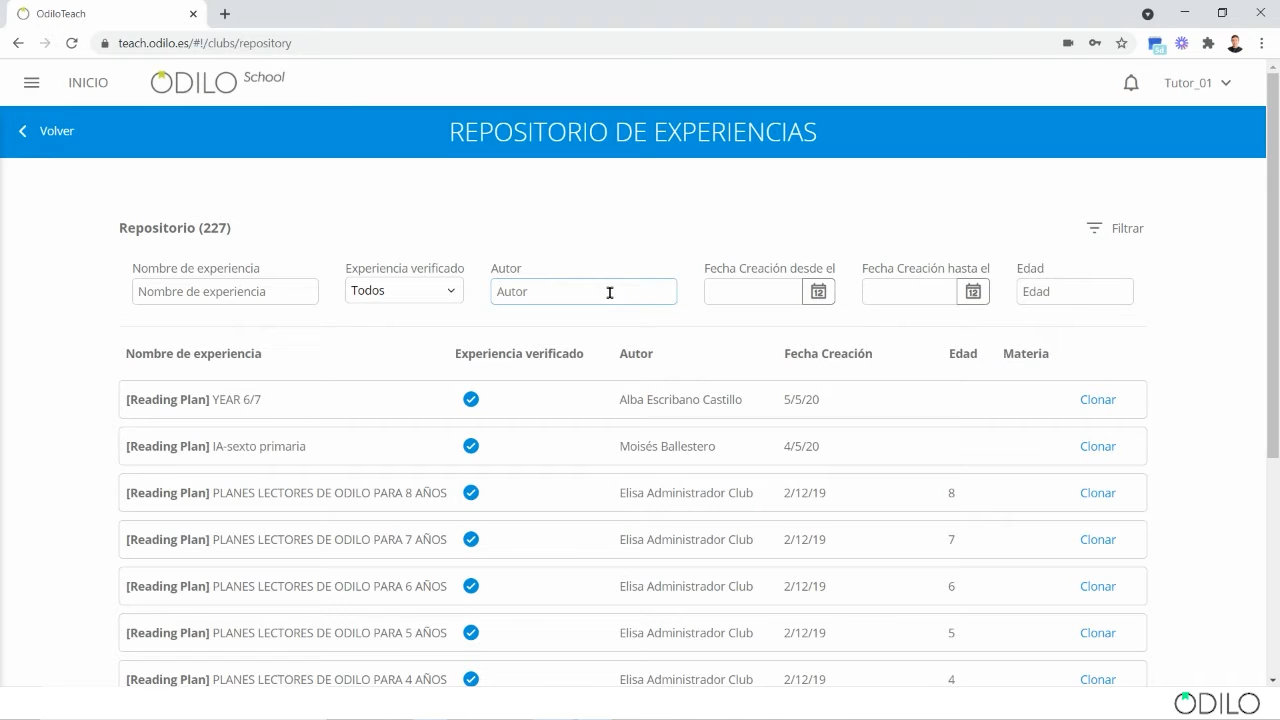 OdiloTeach
teach.odilo.es/#!/clubs/repository
INICIO
ODILO School
Tutor_01
Volver
REPOSITORIO DE EXPERIENCIAS
Repositorio (227)
Filtrar
Nombre de experiencia Experiencia verificado Autor Fecha Creación desde el Fecha Creación hasta el Edad
Nombre de experiencia Todos Autor 12 12 Edad
Nombre de experiencia Experiencia verificado Autor Fecha Creación Edad Materia
[Reading Plan] YEAR 6/7 Alba Escribano Castillo 5/5/20 Clonar
[Reading Plan] IA-sexto primaria Moisés Ballestero 4/5/20 Clonar
[Reading Plan] PLANES LECTORES DE ODILO PARA 8 AÑOS Elisa Administrador Club 2/12/19 8 Clonar
[Reading Plan] PLANES LECTORES DE ODILO PARA 7 AÑOS Elisa Administrador Club 2/12/19 7 Clonar
[Reading Plan] PLANES LECTORES DE ODILO PARA 6 AÑOS Elisa Administrador Club 2/12/19 6 Clonar
[Reading Plan] PLANES LECTORES DE ODILO PARA 5 AÑOS Elisa Administrador Club 2/12/19 5 Clonar
[Reading Plan] PLANES LECTORES DE ODILO PARA 4 AÑOS Elisa Administrador Club 2/12/19 4 Clonar
ODILO